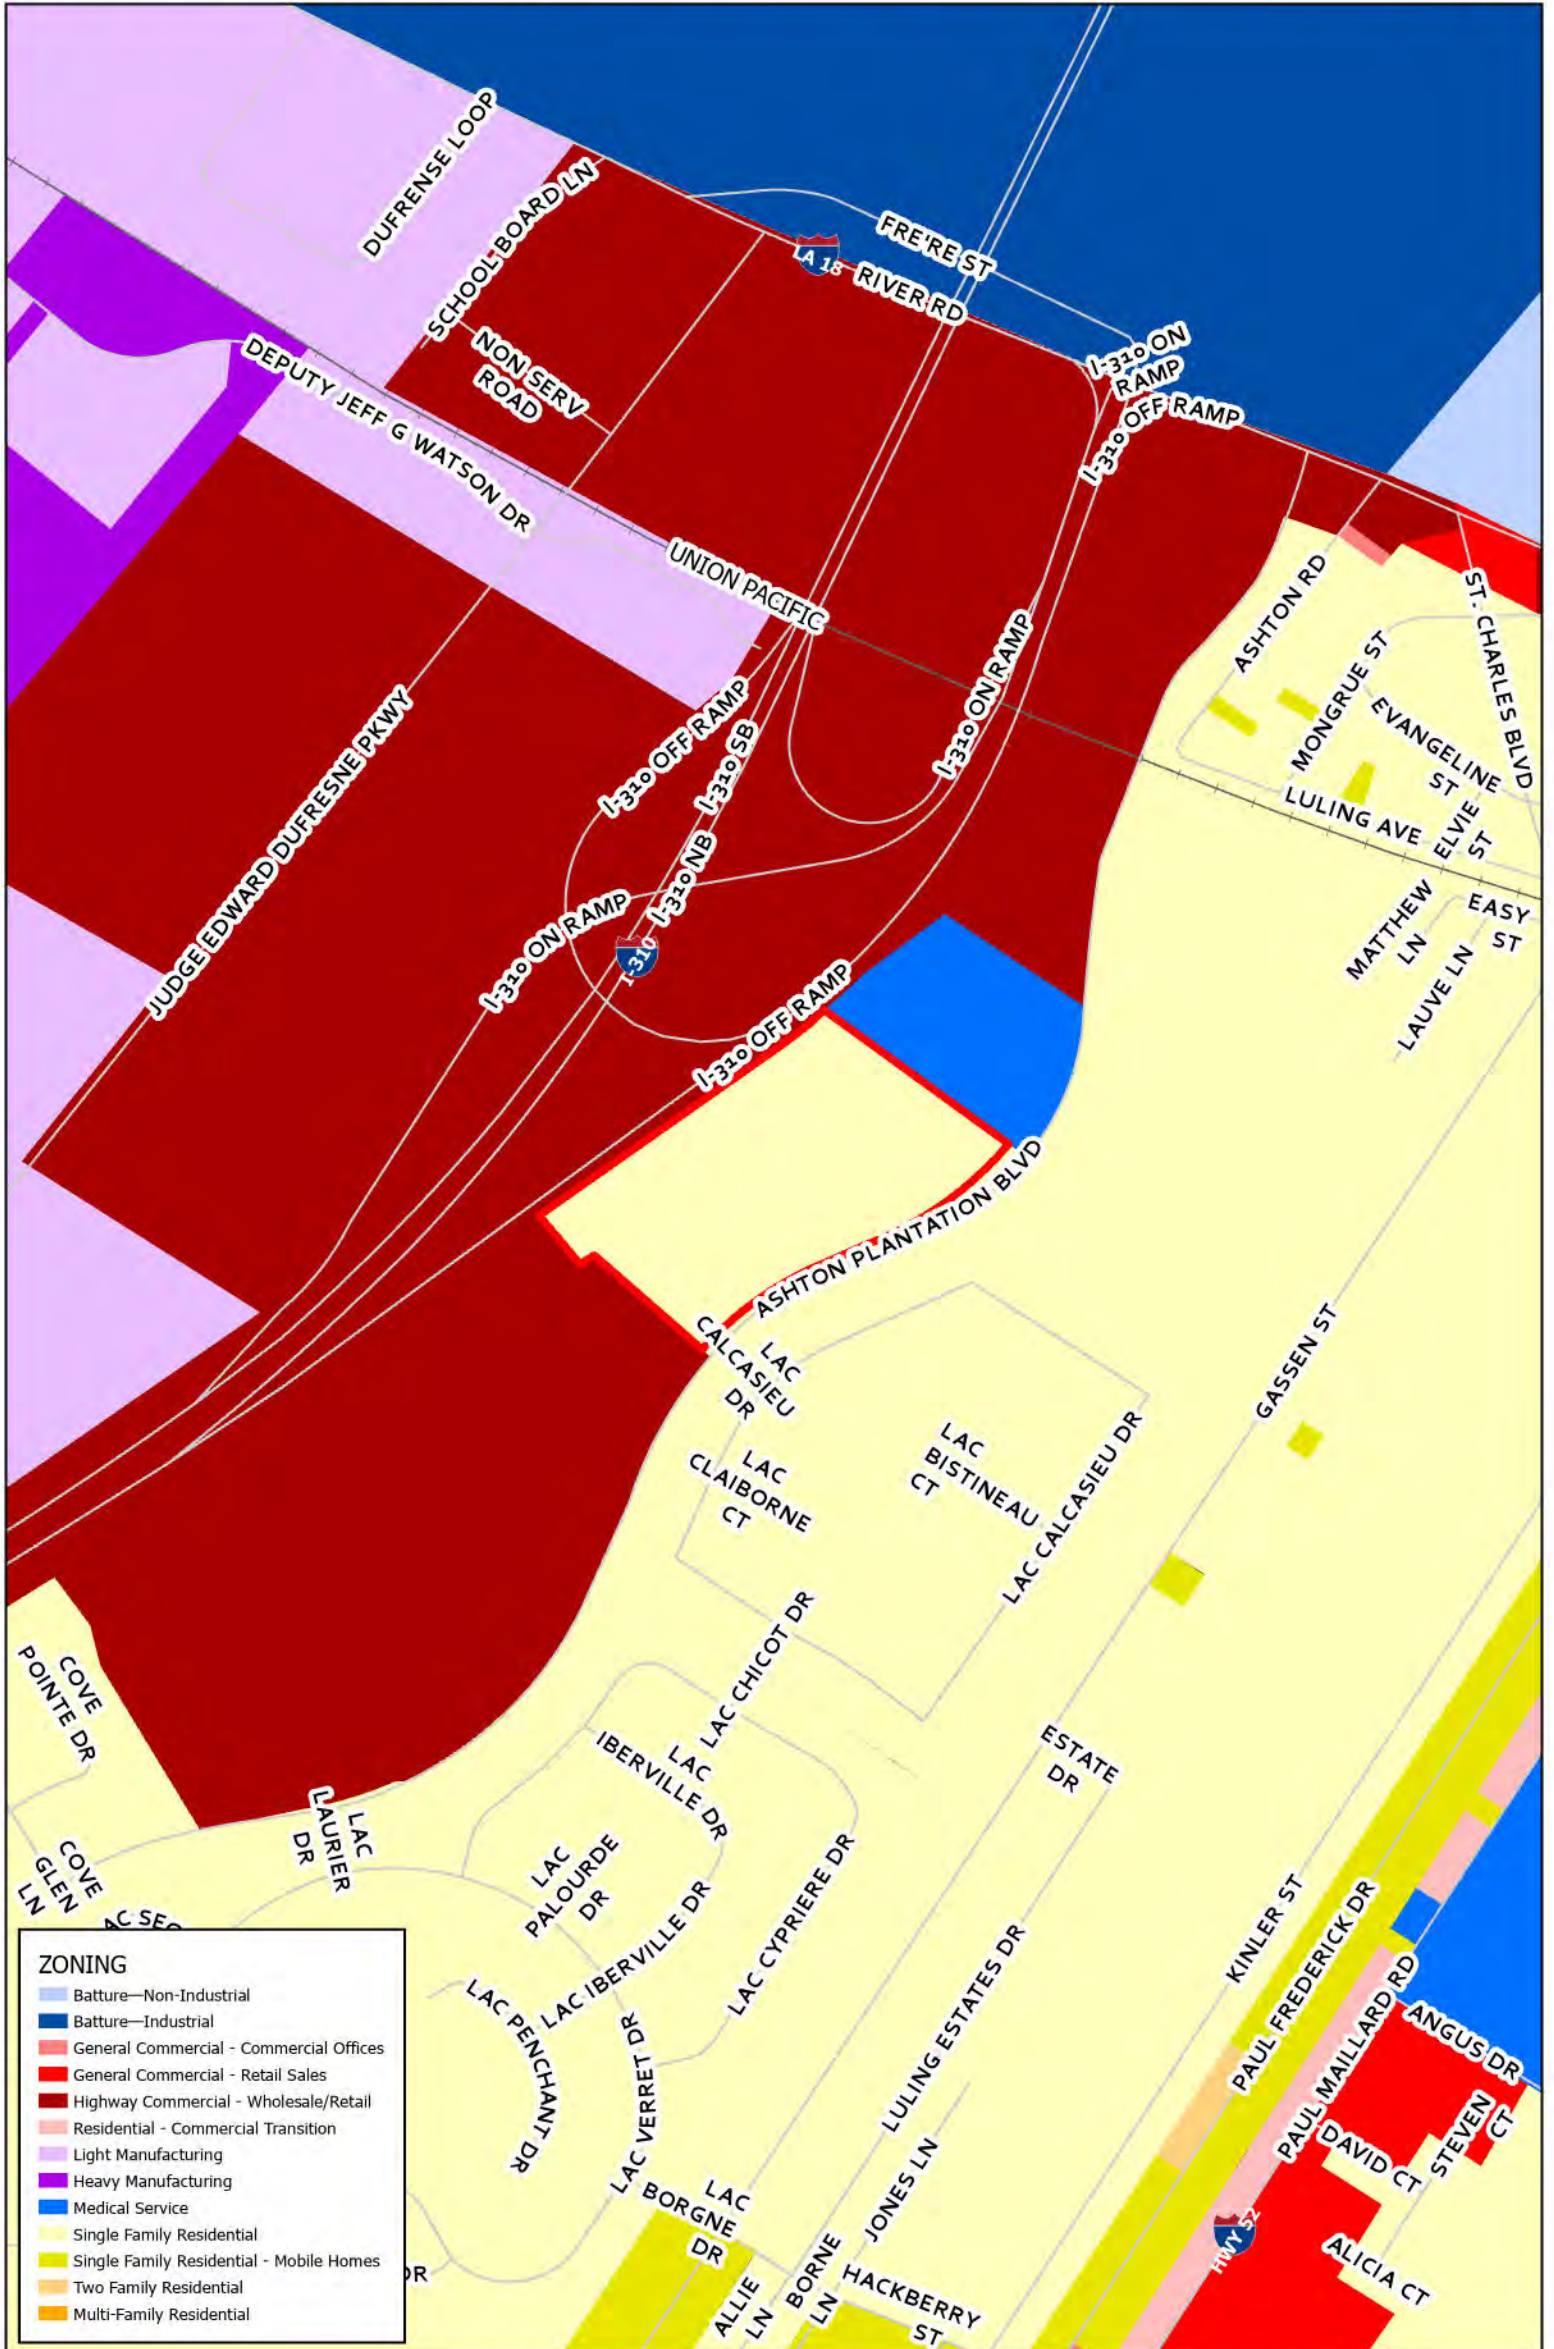 DUFRENSE LOOP
SCHOOL BOARD LN
FRE'RE ST
LA 18
RIVER RD
NON SERV
ROAD
I-310 ON
RAMP
I-310 OFF RAMP
DEPUTY JEFF G WATSON DR
UNION PACIFIC
ASHTON RD
ST. CHARLES BLVD
MONGRUE ST
EVANGELINE
ST
I-310 ON RAMP
I-310 OFF RAMP
I-310 SB
JUDGE EDWARD DUFRESNE PKWY
LULING AVE
ELVIE
ST
I-310 NB
I-310 ON RAMP
I-310
EASY
ST
MATTHEW
LN
LAUVE LN
I-310 OFF RAMP
ASHTON PLANTATION BLVD
LAC
CALCASIEU
DR
GASSEN ST
LAC
CLAIBORNE
CT
LAC
BISTINEAU
CT
LAC CALCASIEU DR
LAC CHICOT DR
COVE
POINTE DR
LAC
IBERVILLE DR
ESTATE
DR
LAC
LAURIER
DR
LAC
PALOURDE
DR
COVE
GLEN
LN
LAC CYPRIERE DR
LAC IBERVILLE DR
KINLER ST
PAUL FREDERICK DR
AC SEC
LAC PENCHANT DR
LAC VERRET DR
LULING ESTATES DR
PAUL MAILLARD RD
ANGUS DR
STEVEN
CT
DAVID CT
JONES LN
LAC
BORGNE
DR
HWY 52
ALICIA CT
DR
ALLIE
LN
BORNE
LN
HACKBERRY
ST
ZONING
Batture—Non-Industrial
Batture—Industrial
General Commercial - Commercial Offices
General Commercial - Retail Sales
Highway Commercial - Wholesale/Retail
Residential - Commercial Transition
Light Manufacturing
Heavy Manufacturing
Medical Service
Single Family Residential
Single Family Residential - Mobile Homes
Two Family Residential
Multi-Family Residential